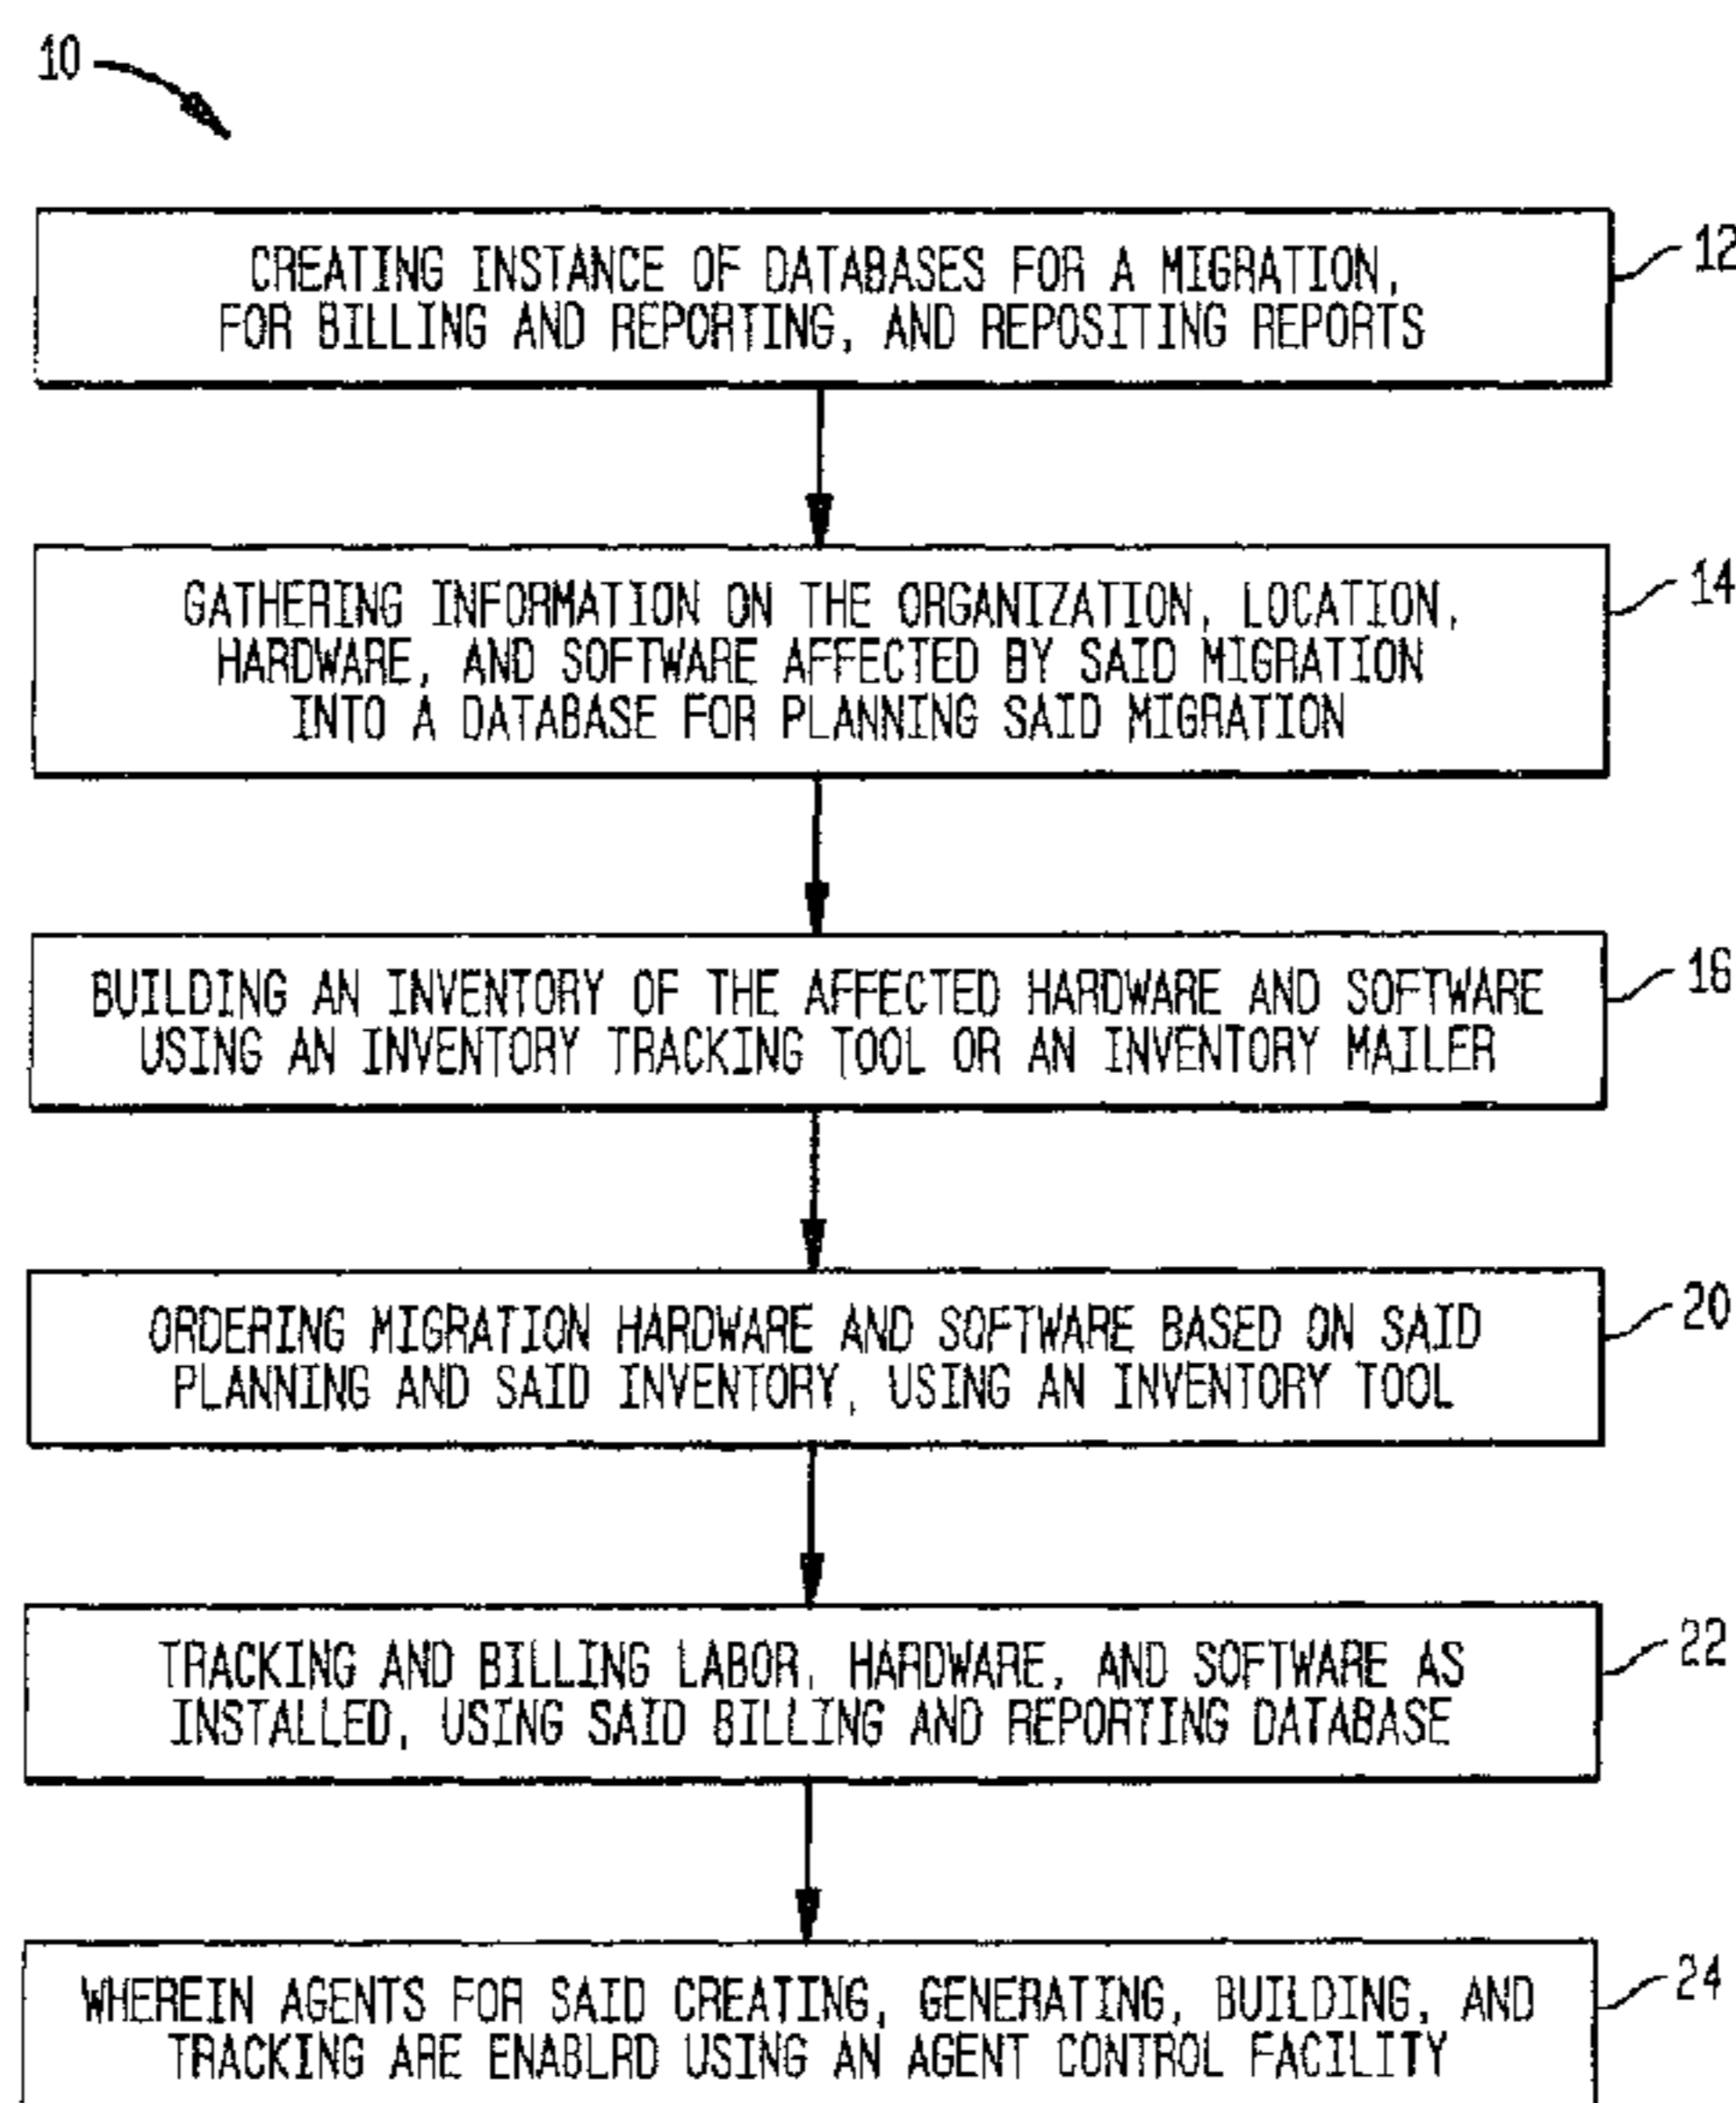 10
CREATING INSTANCE OF DATABASES FOR A MIGRATION,
FOR BILLING AND REPORTING, AND REPOSITING REPORTS
12
GATHERING INFORMATION ON THE ORGANIZATION, LOCATION,
HARDWARE, AND SOFTWARE AFFECTED BY SAID MIGRATION
INTO A DATABASE FOR PLANNING SAID MIGRATION
14
BUILDING AN INVENTORY OF THE AFFECTED HARDWARE AND SOFTWARE
USING AN INVENTORY TRACKING TOOL OR AN INVENTORY MAILER
16
ORDERING MIGRATION HARDWARE AND SOFTWARE BASED ON SAID
PLANNING AND SAID INVENTORY, USING AN INVENTORY TOOL
20
TRACKING AND BILLING LABOR, HARDWARE, AND SOFTWARE AS
INSTALLED, USING SAID BILLING AND REPORTING DATABASE
22
WHEREIN AGENTS FOR SAID CREATING, GENERATING, BUILDING, AND
TRACKING ARE ENABLRD USING AN AGENT CONTROL FACILITY
24